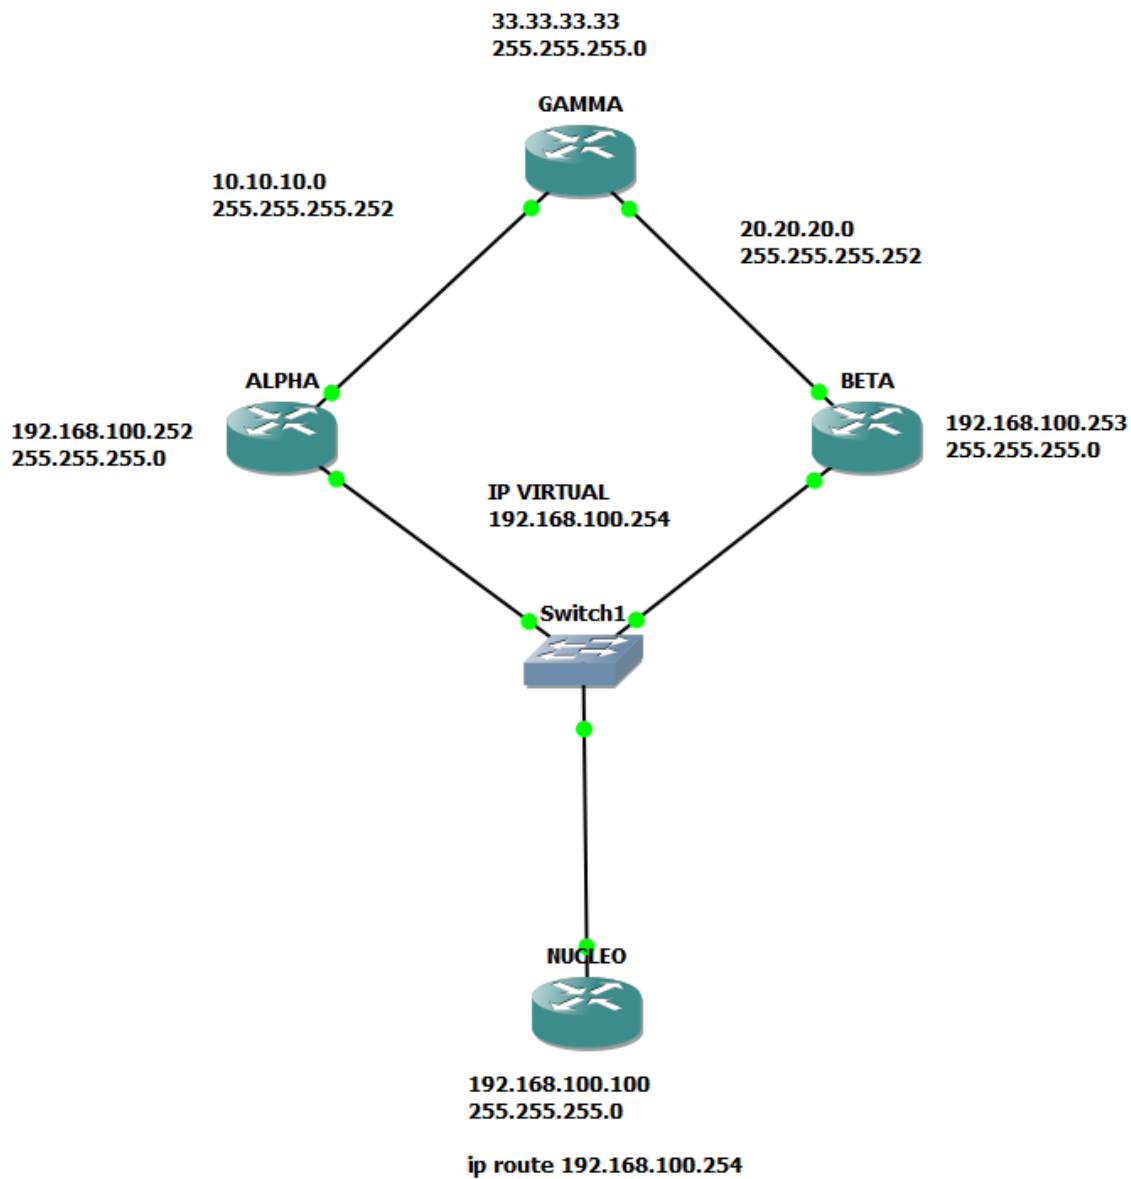 33.33.33.33
255.255.255.0
GAMMA
10.10.10.0
255.255.255.252
20.20.20.0
255.255.255.252
ALPHA
BETA
192.168.100.252
255.255.255.0
192.168.100.253
255.255.255.0
IP VIRTUAL
192.168.100.254
Switch1
NUCLEO
192.168.100.100
255.255.255.0
ip route 192.168.100.254